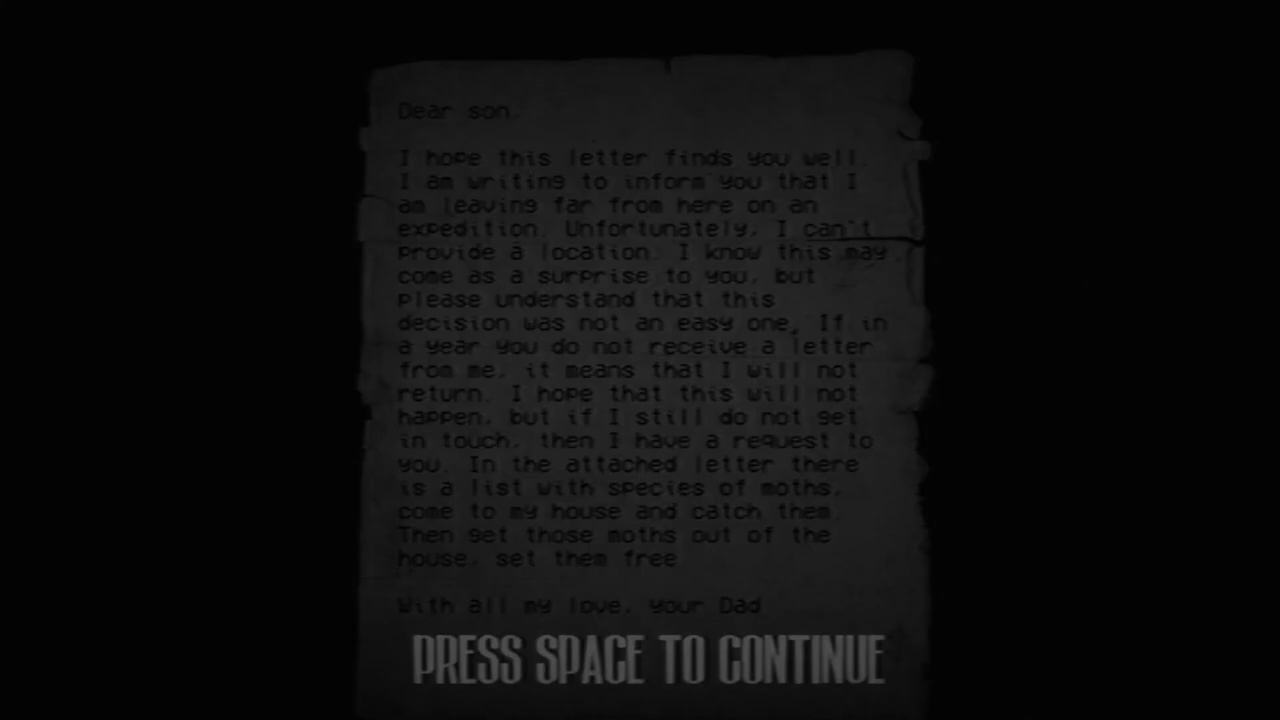 Dear son.
I hope this letter finds you well.
I am writing to inform you that I
am leaving far from here on an
expedition. Unfortunately, I can't
provide a location. I know this may
come as a surprise to you, but
please understand that this
decision was not an easy one, If in
a year you do not receive a letter
from me, it means that I will not
return. I hope that this will not
happen, but if I still do not get
in touch, then I have a request to
you. In the attached letter there
is a list with species of moths,
come to my house and catch them.
Then get those moths out of the
house, set them free
With all my love, your Dad
PRESS SPACE TO CONTINUE